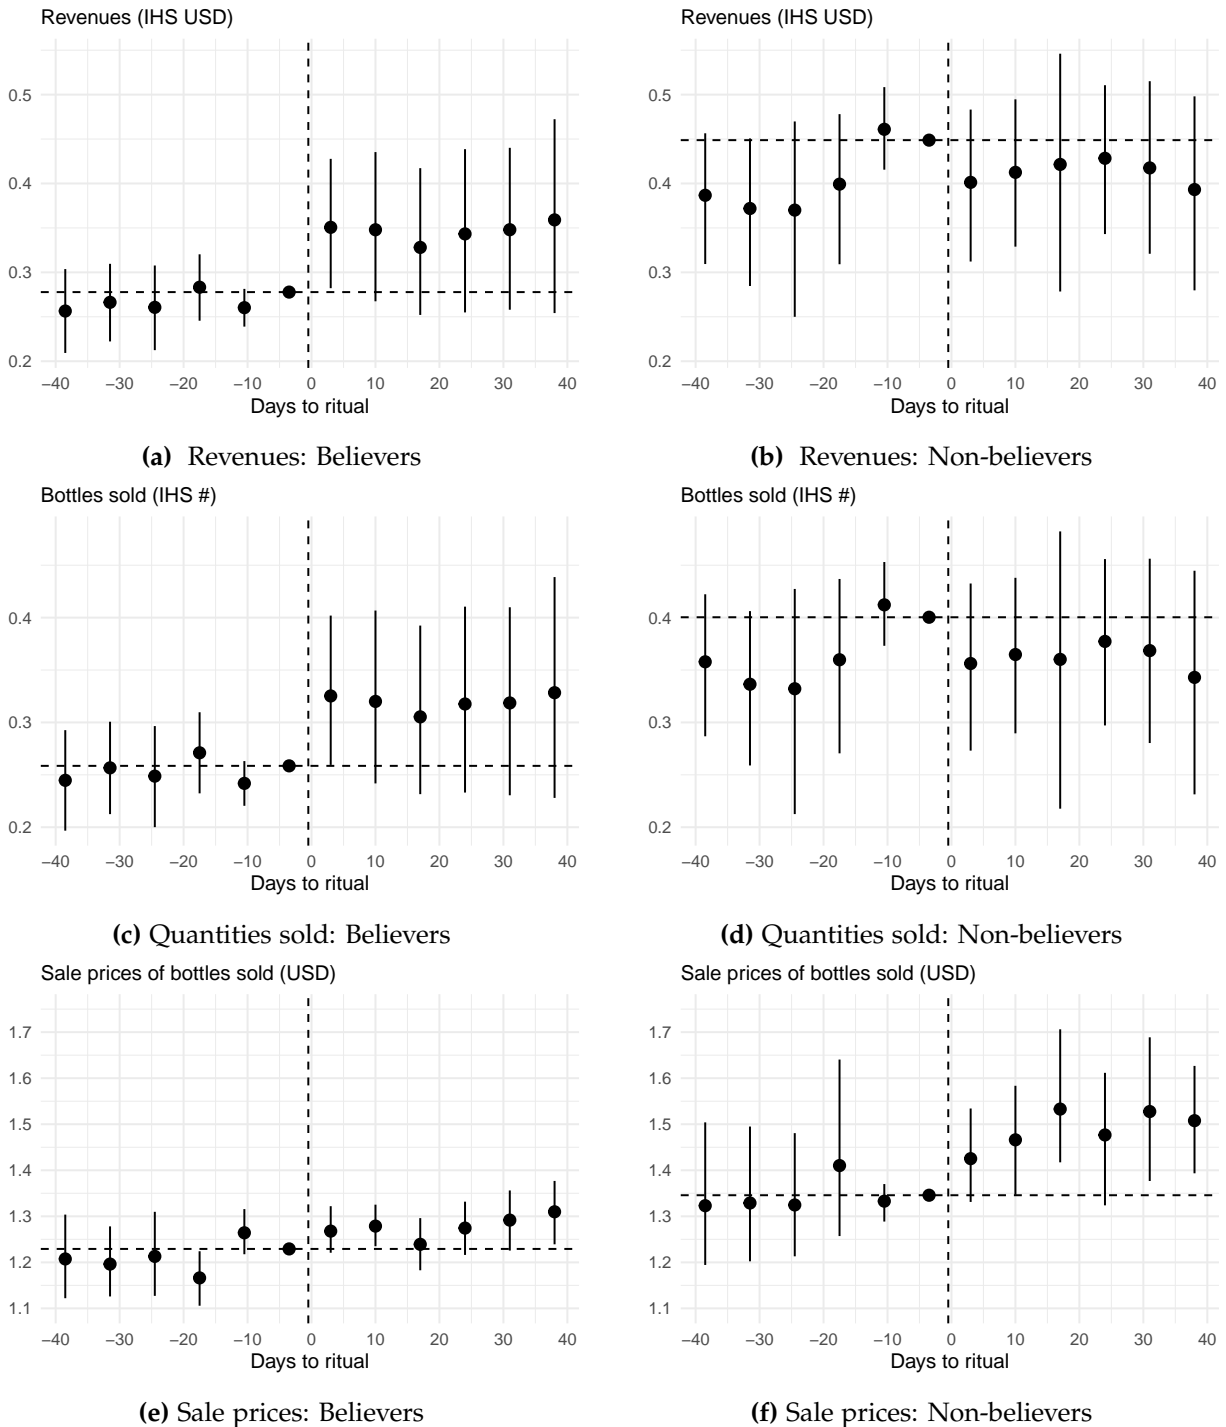 Revenues (IHS USD)
0.5
0.4
0.3
0.2
−40 −30 −20 −10 0 10 20 30 40
Days to ritual
(a) Revenues: Believers
Revenues (IHS USD)
0.5
0.4
0.3
0.2
−40 −30 −20 −10 0 10 20 30 40
Days to ritual
(b) Revenues: Non-believers
Bottles sold (IHS #)
0.4
0.3
0.2
−40 −30 −20 −10 0 10 20 30 40
Days to ritual
(c) Quantities sold: Believers
Bottles sold (IHS #)
0.4
0.3
0.2
−40 −30 −20 −10 0 10 20 30 40
Days to ritual
(d) Quantities sold: Non-believers
Sale prices of bottles sold (USD)
1.7
1.6
1.5
1.4
1.3
1.2
1.1
−40 −30 −20 −10 0 10 20 30 40
Days to ritual
(e) Sale prices: Believers
Sale prices of bottles sold (USD)
1.7
1.6
1.5
1.4
1.3
1.2
1.1
−40 −30 −20 −10 0 10 20 30 40
Days to ritual
(f) Sale prices: Non-believers